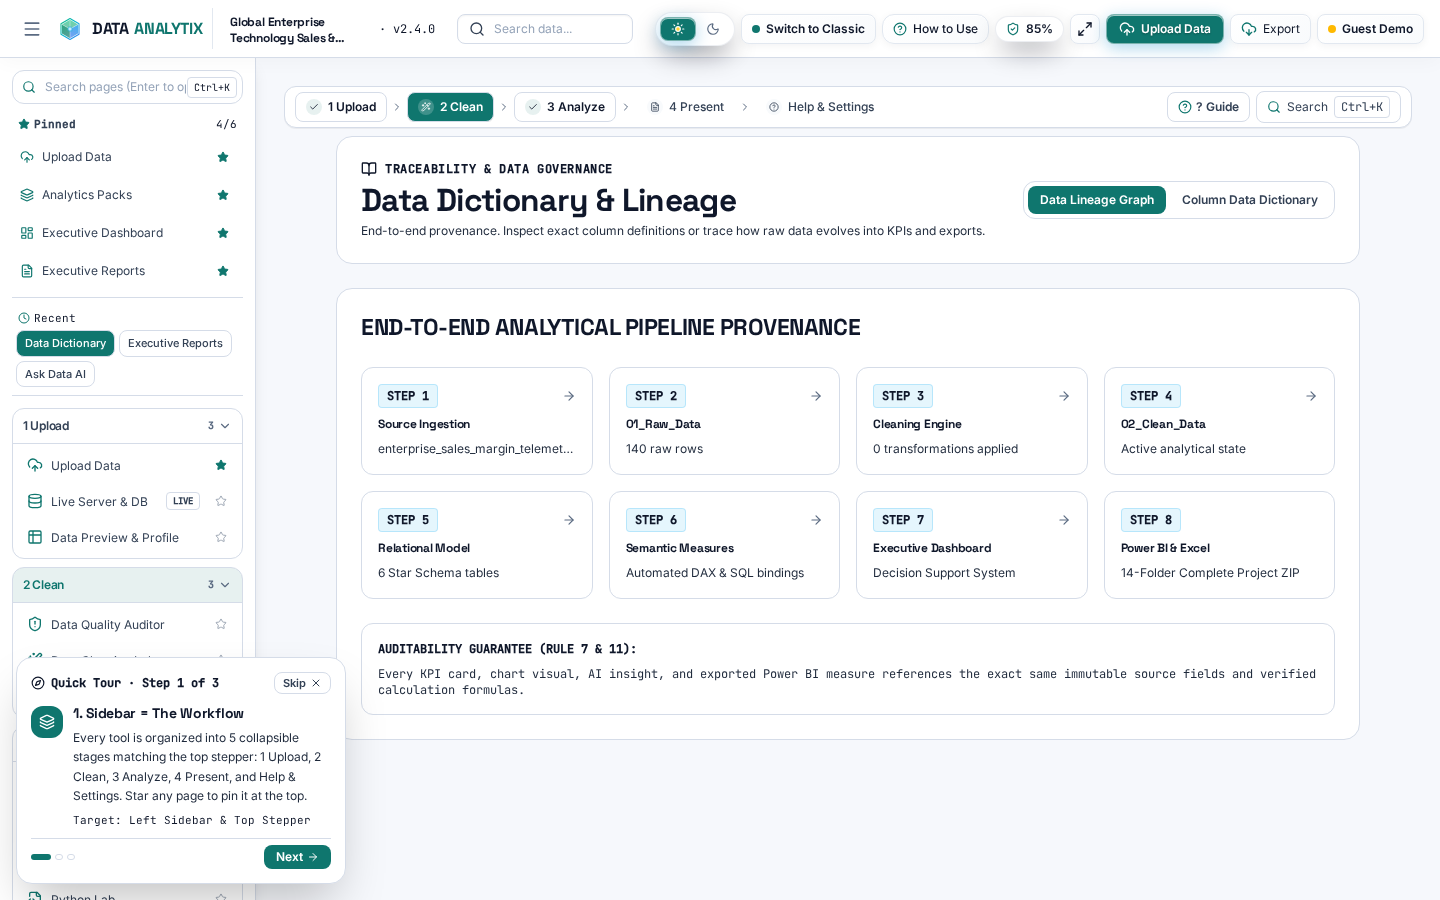 DATA ANALYTIX
Global Enterprise
Technology Sales &...
· v2.4.0
Search data...
Switch to Classic
How to Use
85%
Upload Data
Export
Guest Demo
Search pages (Enter to op
Ctrl+K
Pinned
4/6
Upload Data
Analytics Packs
Executive Dashboard
Executive Reports
Recent
Data Dictionary
Executive Reports
Ask Data AI
1 Upload
3
Upload Data
Live Server & DB
LIVE
Data Preview & Profile
2 Clean
3
Data Quality Auditor
Quick Tour · Step 1 of 3
Skip
1. Sidebar = The Workflow
Every tool is organized into 5 collapsible
stages matching the top stepper: 1 Upload, 2
Clean, 3 Analyze, 4 Present, and Help &
Settings. Star any page to pin it at the top.
Target: Left Sidebar & Top Stepper
Next
Python Lab
1 Upload
2 Clean
3 Analyze
4 Present
Help & Settings
? Guide
Search
Ctrl+K
TRACEABILITY & DATA GOVERNANCE
Data Dictionary & Lineage
End-to-end provenance. Inspect exact column definitions or trace how raw data evolves into KPIs and exports.
Data Lineage Graph
Column Data Dictionary
END-TO-END ANALYTICAL PIPELINE PROVENANCE
STEP 1
Source Ingestion
enterprise_sales_margin_telemet...
STEP 2
01_Raw_Data
140 raw rows
STEP 3
Cleaning Engine
0 transformations applied
STEP 4
02_Clean_Data
Active analytical state
STEP 5
Relational Model
6 Star Schema tables
STEP 6
Semantic Measures
Automated DAX & SQL bindings
STEP 7
Executive Dashboard
Decision Support System
STEP 8
Power BI & Excel
14-Folder Complete Project ZIP
AUDITABILITY GUARANTEE (RULE 7 & 11):
Every KPI card, chart visual, AI insight, and exported Power BI measure references the exact same immutable source fields and verified
calculation formulas.